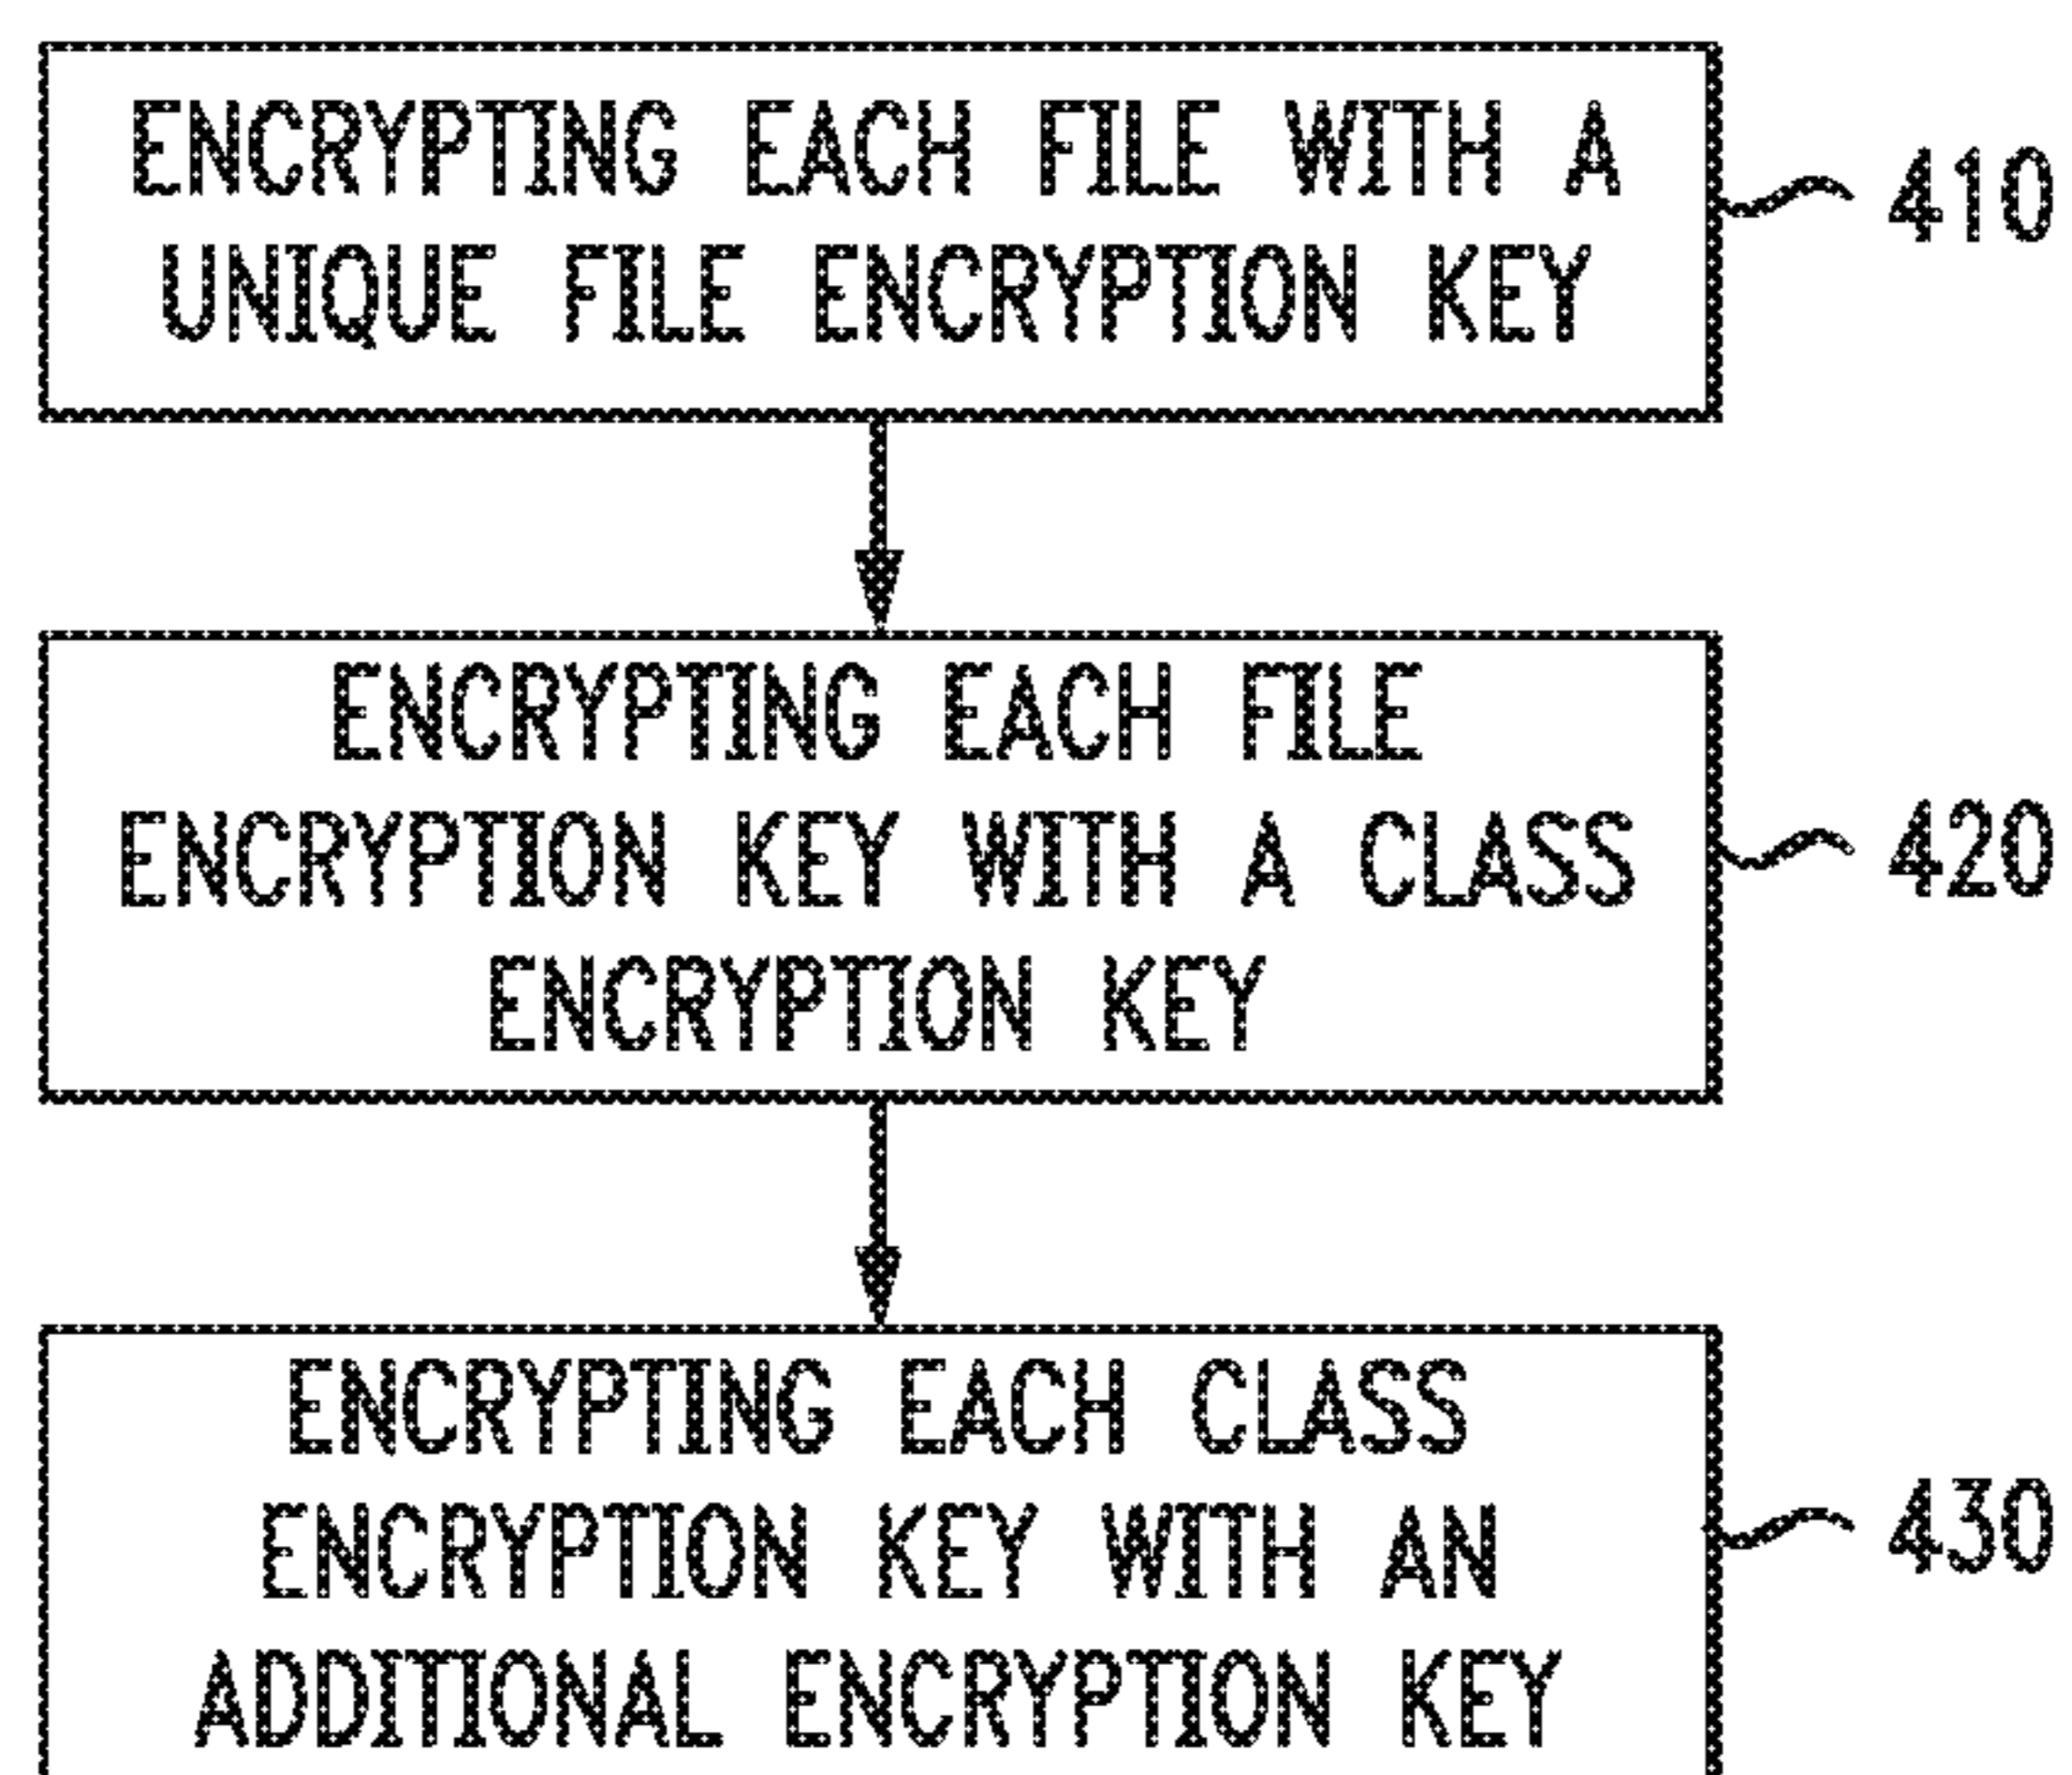 ENCRYPTING EACH FILE WITH A
UNIQUE FILE ENCRYPTION KEY
410
ENCRYPTING EACH FILE
ENCRYPTION KEY WITH A CLASS
ENCRYPTION KEY
420
ENCRYPTING EACH CLASS
ENCRYPTION KEY WITH AN
ADDITIONAL ENCRYPTION KEY
430